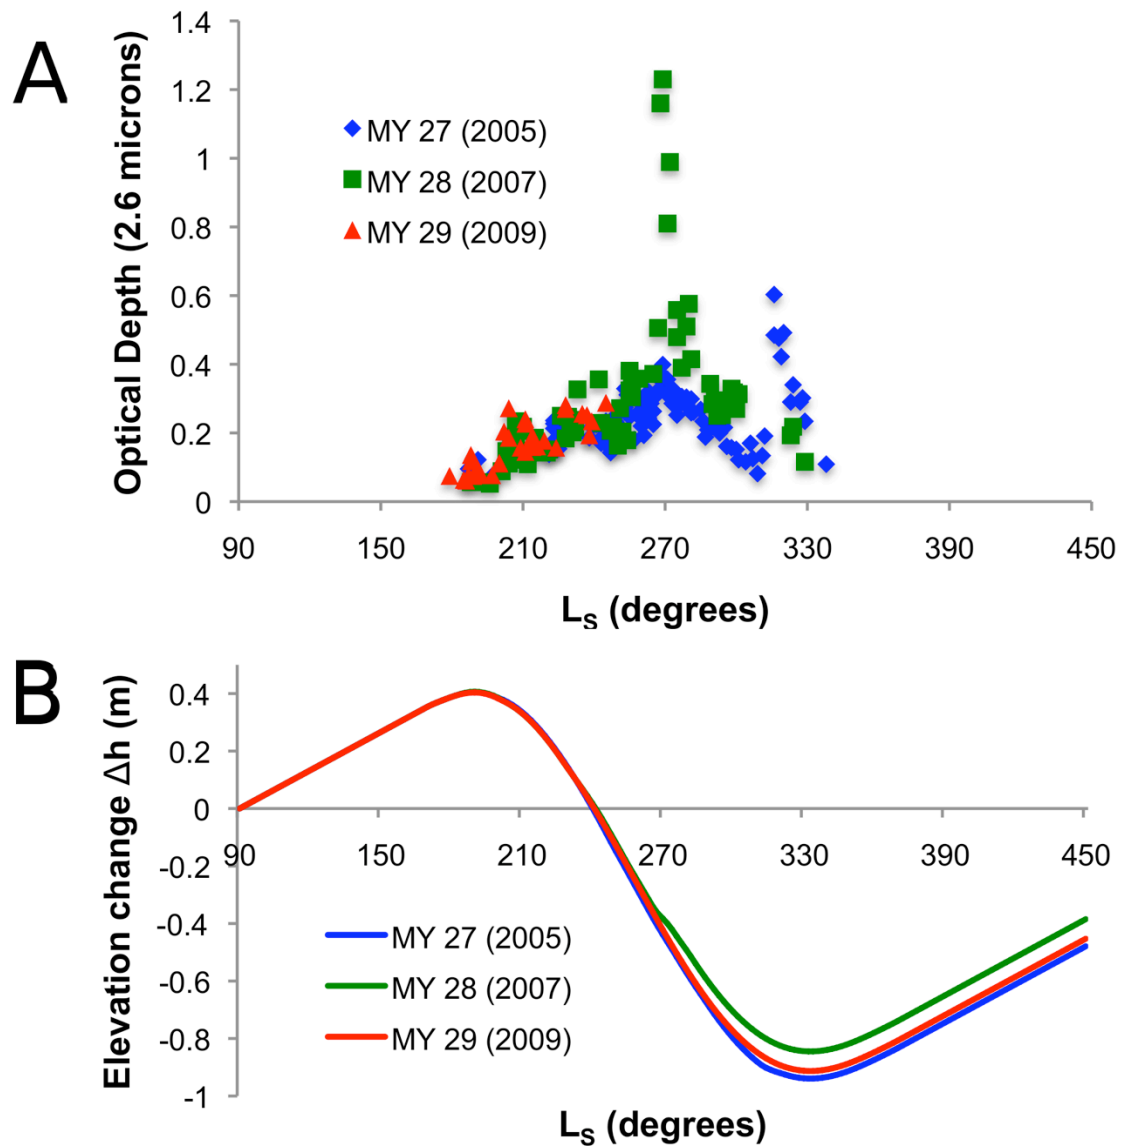 A
Optical Depth (2.6 microns)
1.4
1.2
1
0.8
0.6
0.4
0.2
0
MY 27 (2005)
MY 28 (2007)
MY 29 (2009)
90 150 210 270 330 390 450
LS (degrees)
B
Elevation change Δh (m)
0.4
0.2
0
-0.2
-0.4
-0.6
-0.8
-1
90 150 210 270 330 390 450
MY 27 (2005)
MY 28 (2007)
MY 29 (2009)
LS (degrees)